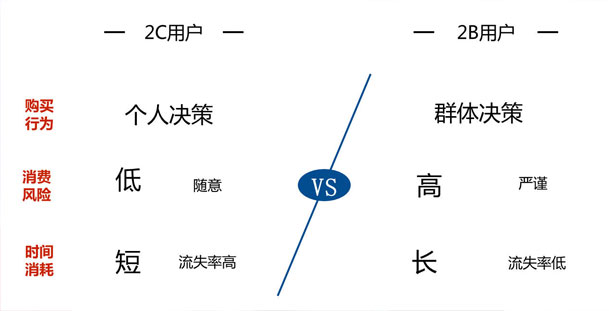 2C用户
2B用户
购买
行为
个人决策
群体决策
消费
风险
低
随意
VS
高
严谨
时间
消耗
短
流失率高
长
流失率低